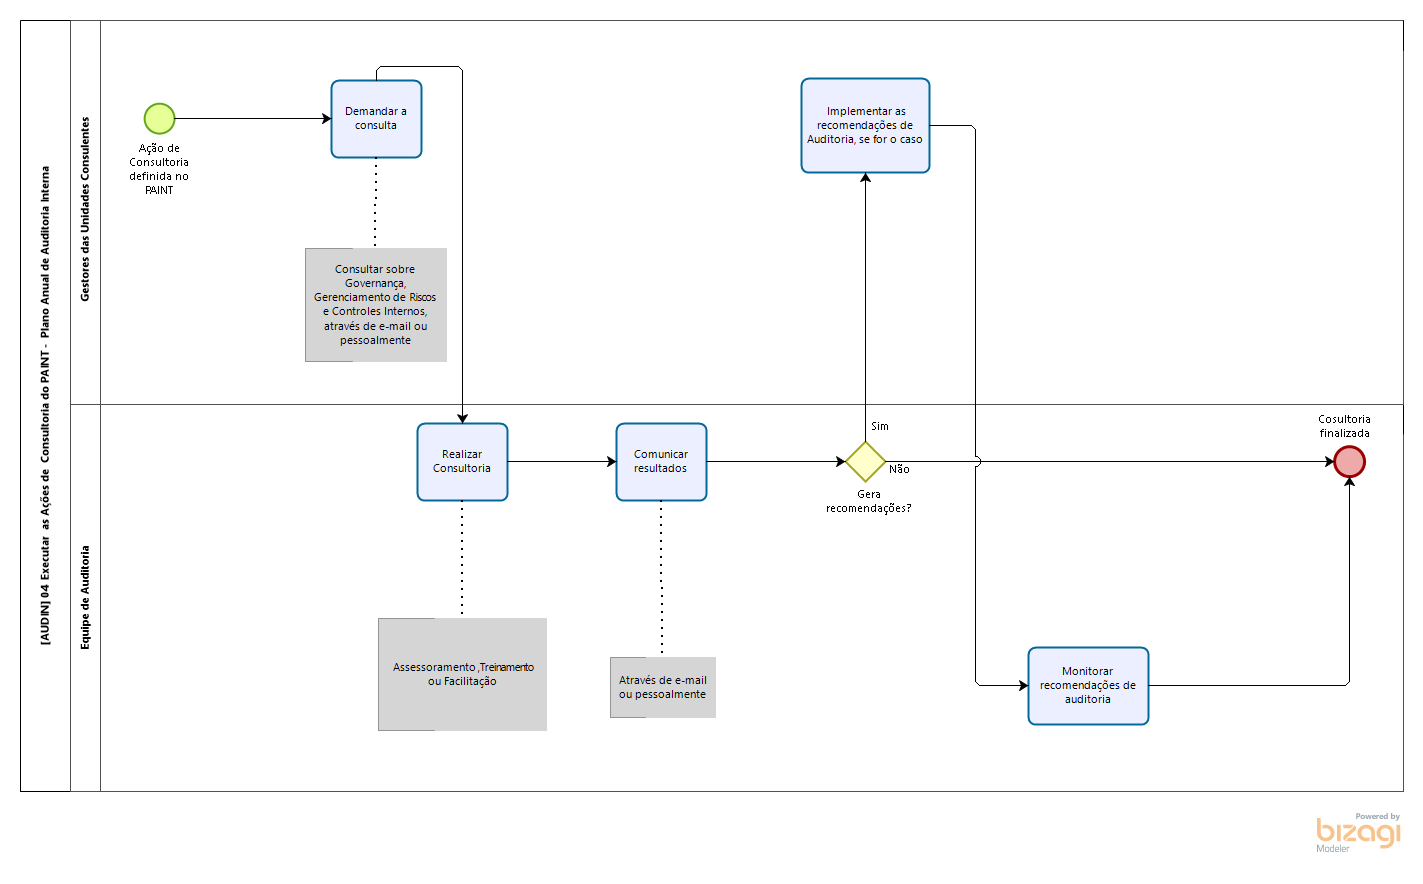 [AUDIN] 04 Executar as Ações de Consultoria do PAINT - Plano Anual de Auditoria Interna
Gestores das Unidades Consulentes
Ação de
Consultoria
definida no
PAINT
Demandar a
consulta
Consultar sobre
Governança,
Gerenciamento de Riscos
e Controles Internos,
através de e-mail ou
pessoalmente
Implementar as
recomendações de
Auditoria, se for o caso
Equipe de Auditoria
Realizar
Consultoria
Assessoramento ,Treinamento
ou Facilitação
Comunicar
resultados
Através de e-mail
ou pessoalmente
Sim
Não
Gera
recomendações?
Monitorar
recomendações de
auditoria
Cosultoria
finalizada
Powered by
bizagi
Modeler